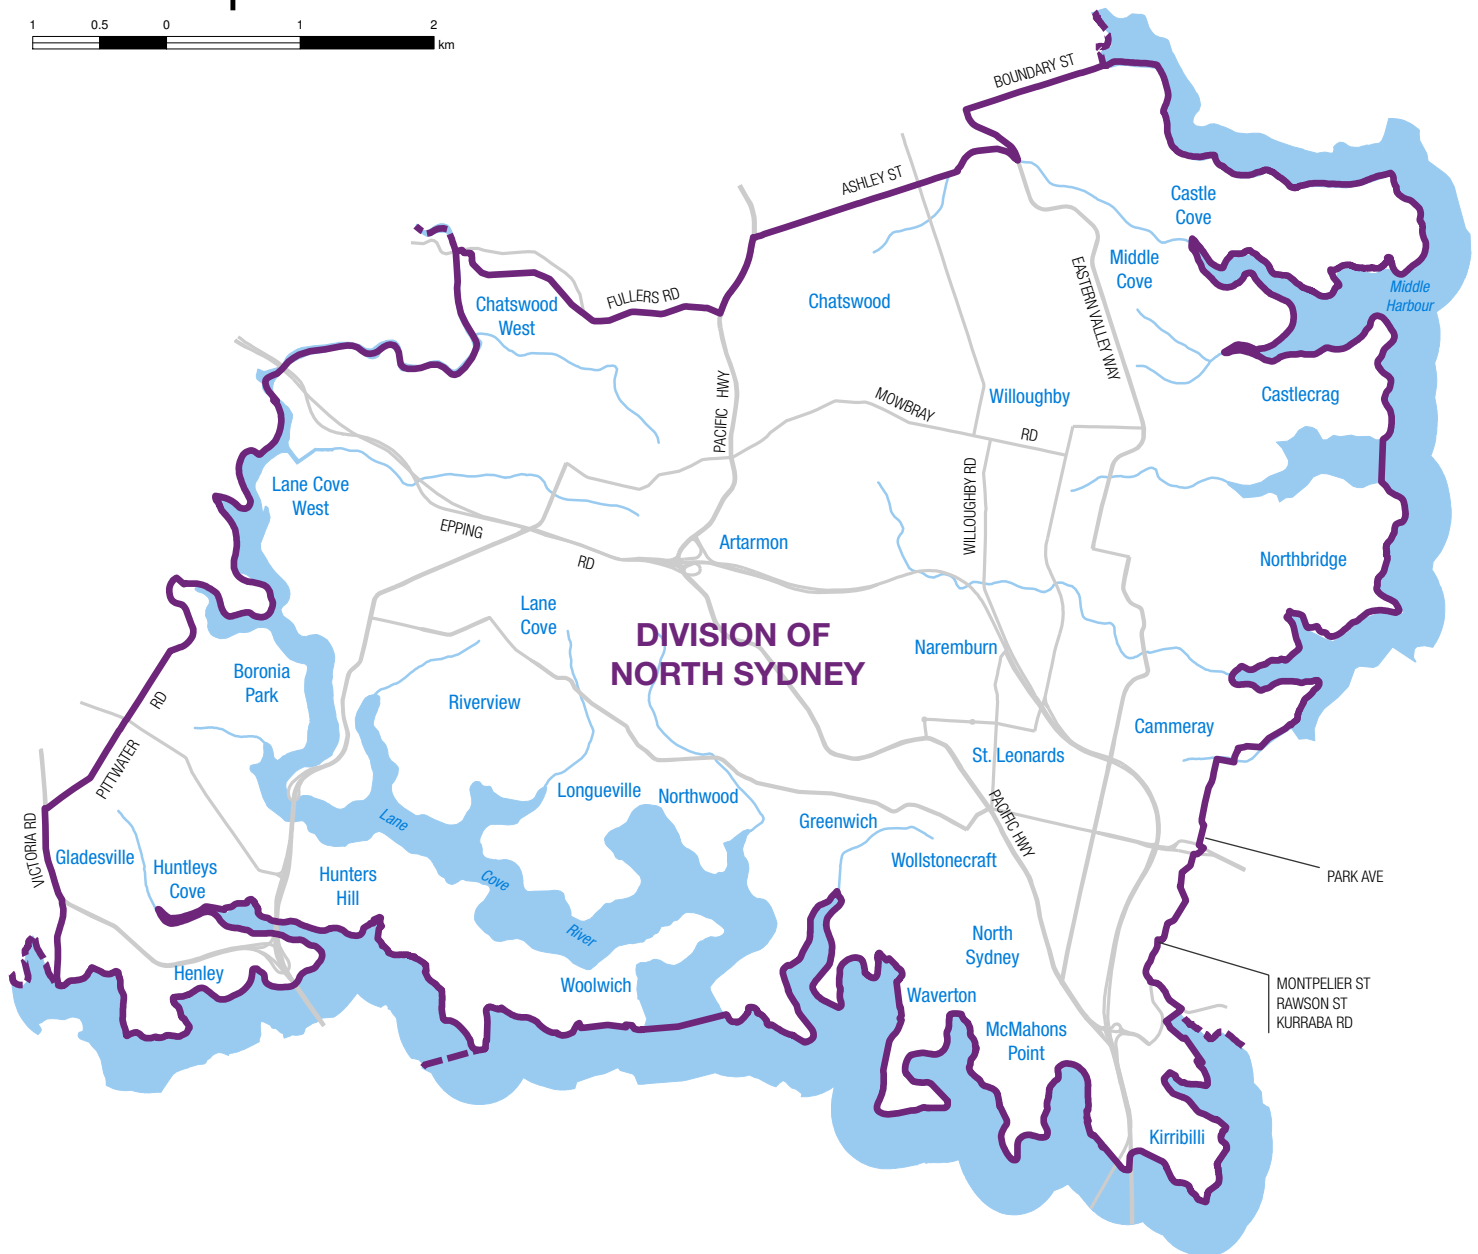 1 0.5 0 1 2
km
BOUNDARY ST
ASHLEY ST
Castle
Cove
Middle
Cove
EASTERN VALLEY WAY
Middle
Harbour
FULLERS RD
Chatswood
West
Chatswood
PACIFIC HWY
MOWBRAY
RD
Willoughby
Castlecrag
Lane Cove
West
EPPING
RD
Artarmon
WILLOUGHBY RD
Northbridge
Lane
Cove
DIVISION OF
NORTH SYDNEY
Naremburn
Boronia
Park
Riverview
PITTWATER
RD
Cammeray
St. Leonards
Longueville
Northwood
PACIFIC HWY
Greenwich
Lane
Cove
River
VICTORIA RD
Gladesville
Huntleys
Cove
Hunters
Hill
Wollstonecraft
PARK AVE
North
Sydney
Henley
Woolwich
Waverton
MONTPELIER ST
RAWSON ST
KURRABA RD
McMahons
Point
Kirribilli